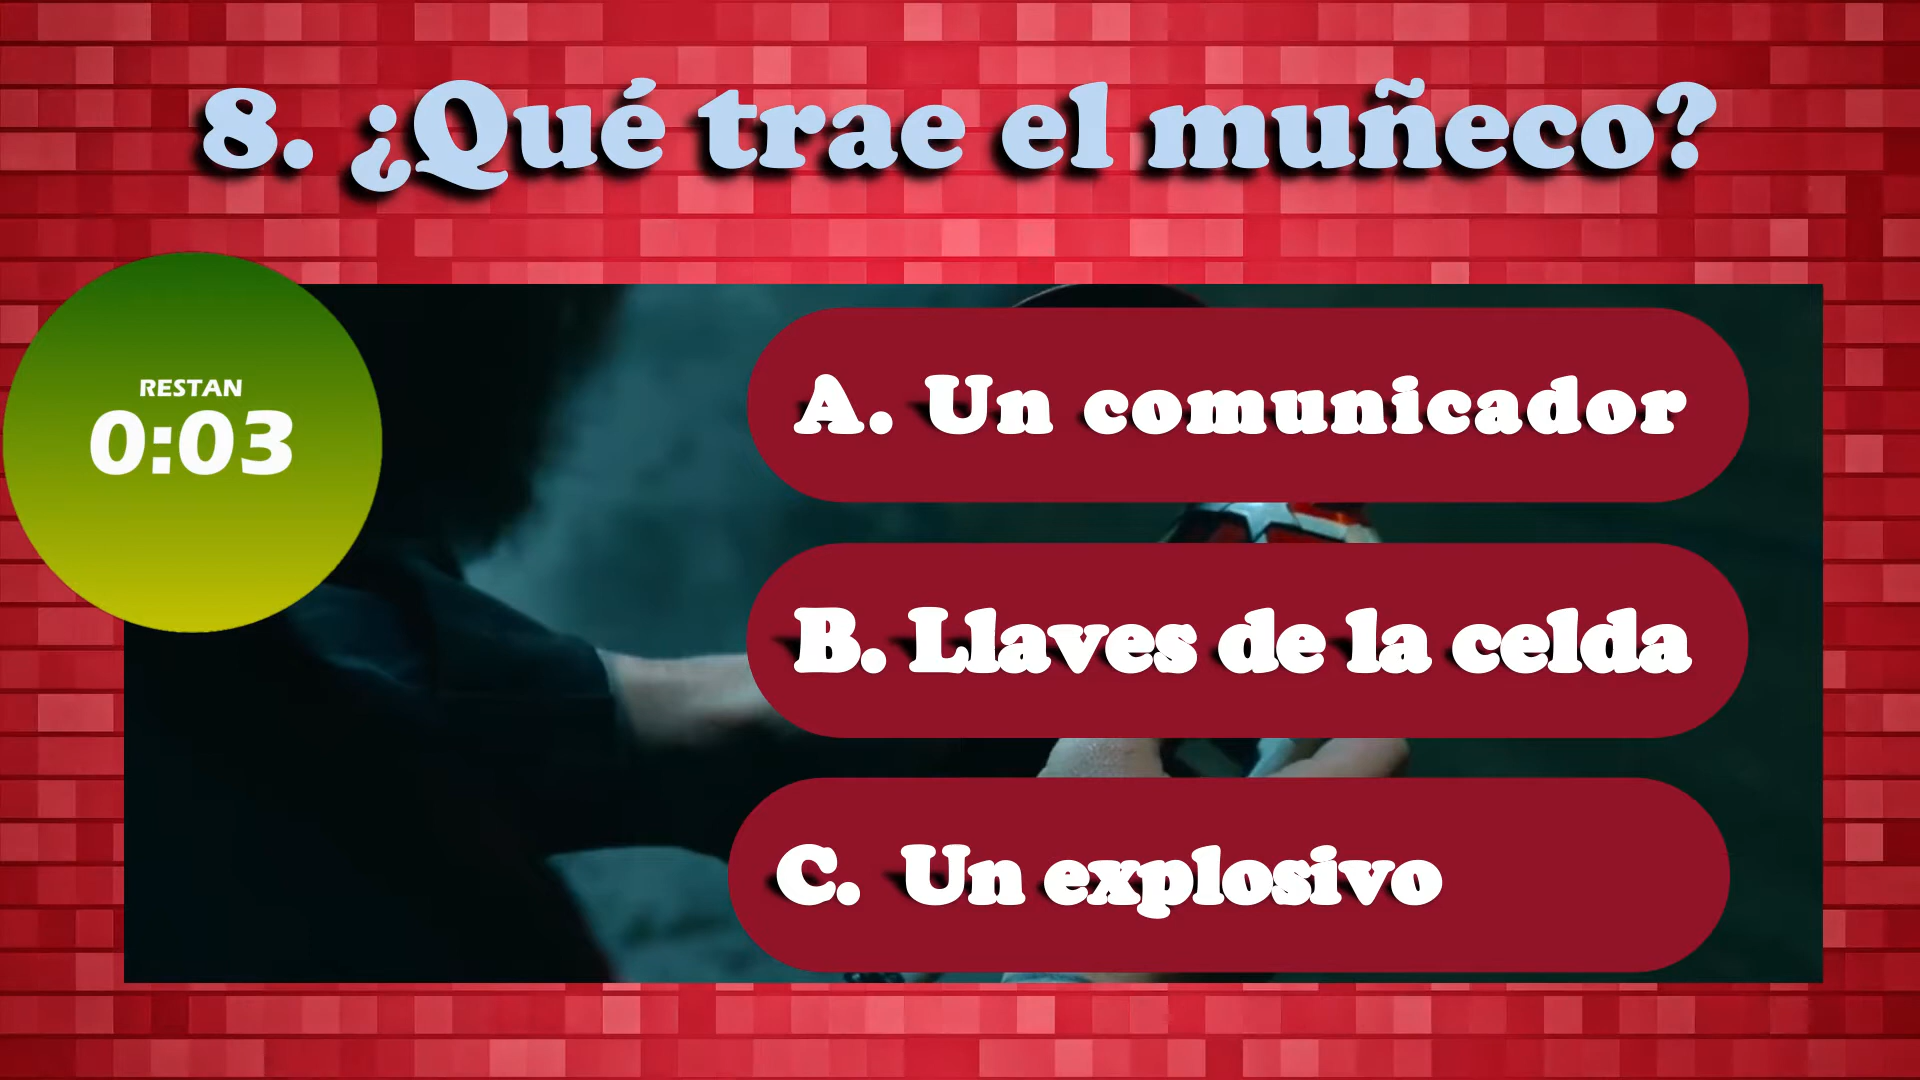 8. ¿Qué trae el muñeco?
RESTAN
0:03
A. Un comunicador
B. Llaves de la celda
C. Un explosivo